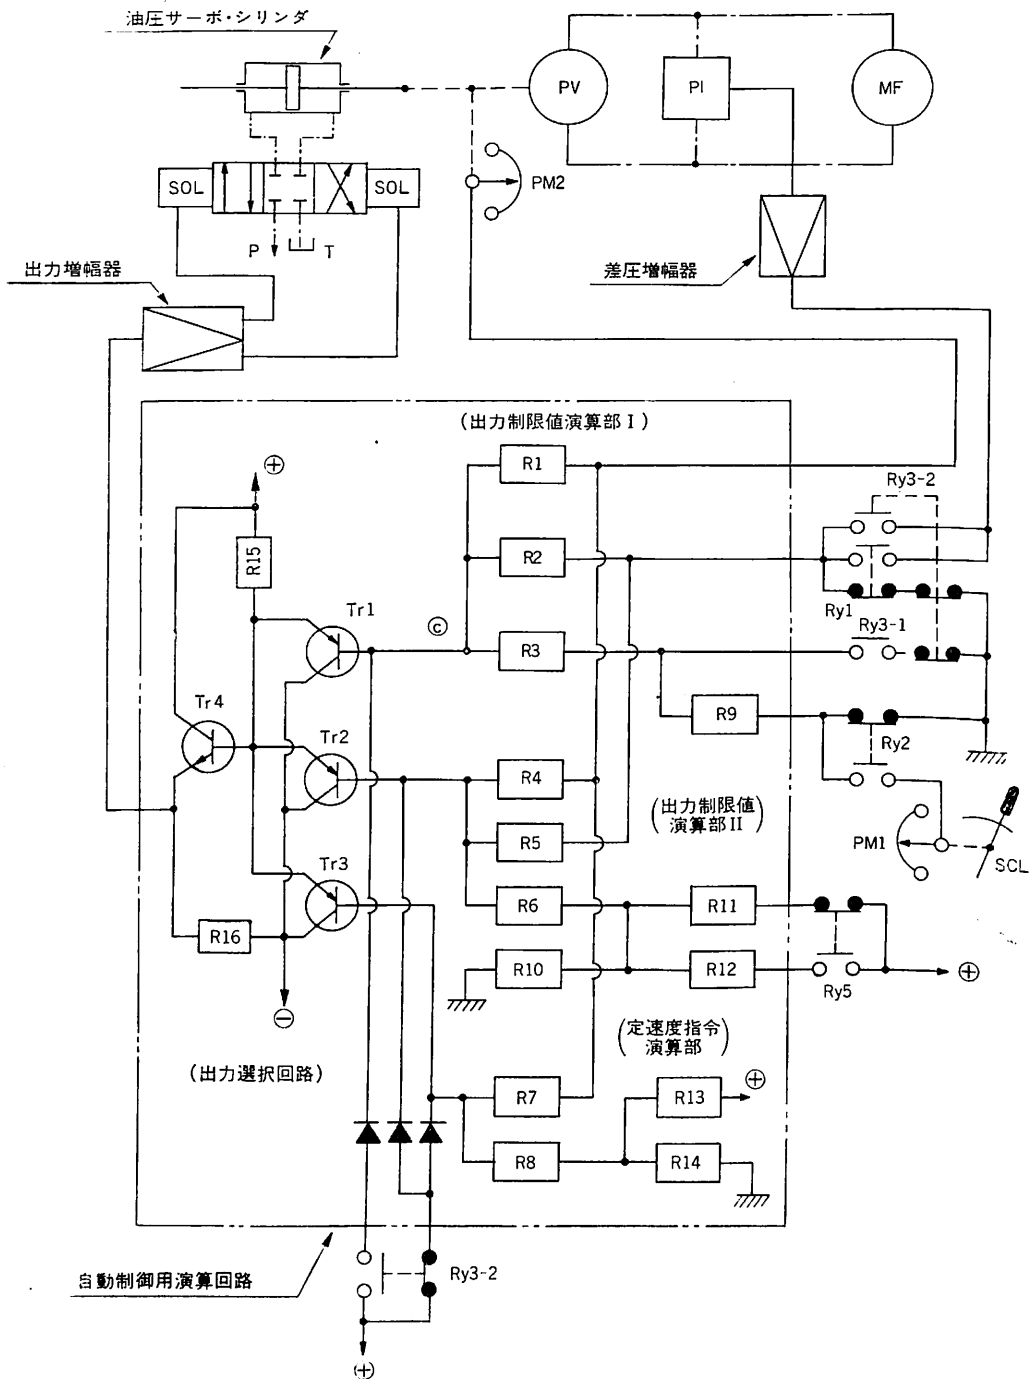 油圧サーボ・シリンダ
PV
PI
MF
PM2
SOL
SOL
P
T
出力増幅器
差圧増幅器
(出力制限値演算部 I)
⊕
R1
Ry3-2
R15
R2
Tr1
ⓒ
Ry1
Ry3-1
R3
Tr4
R9
Tr2
Ry2
R4
(出力制限値
演算部II)
R5
PM1
SCL
Tr3
R6
R11
R16
R10
R12
⊕
Ry5
⊖
(定速度指令
演算部)
(出力選択回路)
R7
R13
⊕
R8
R14
自動制御用演算回路
Ry3-2
⊕